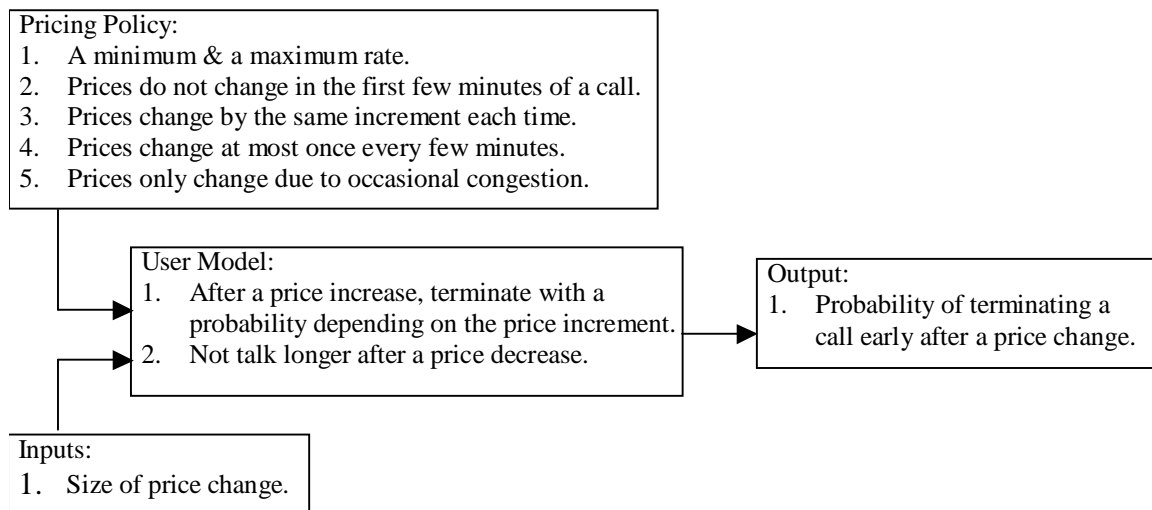 Pricing Policy:
1. A minimum & a maximum rate.
2. Prices do not change in the first few minutes of a call.
3. Prices change by the same increment each time.
4. Prices change at most once every few minutes.
5. Prices only change due to occasional congestion.
User Model:
1. After a price increase, terminate with a
probability depending on the price increment.
2. Not talk longer after a price decrease.
Output:
1. Probability of terminating a
call early after a price change.
Inputs:
1. Size of price change.